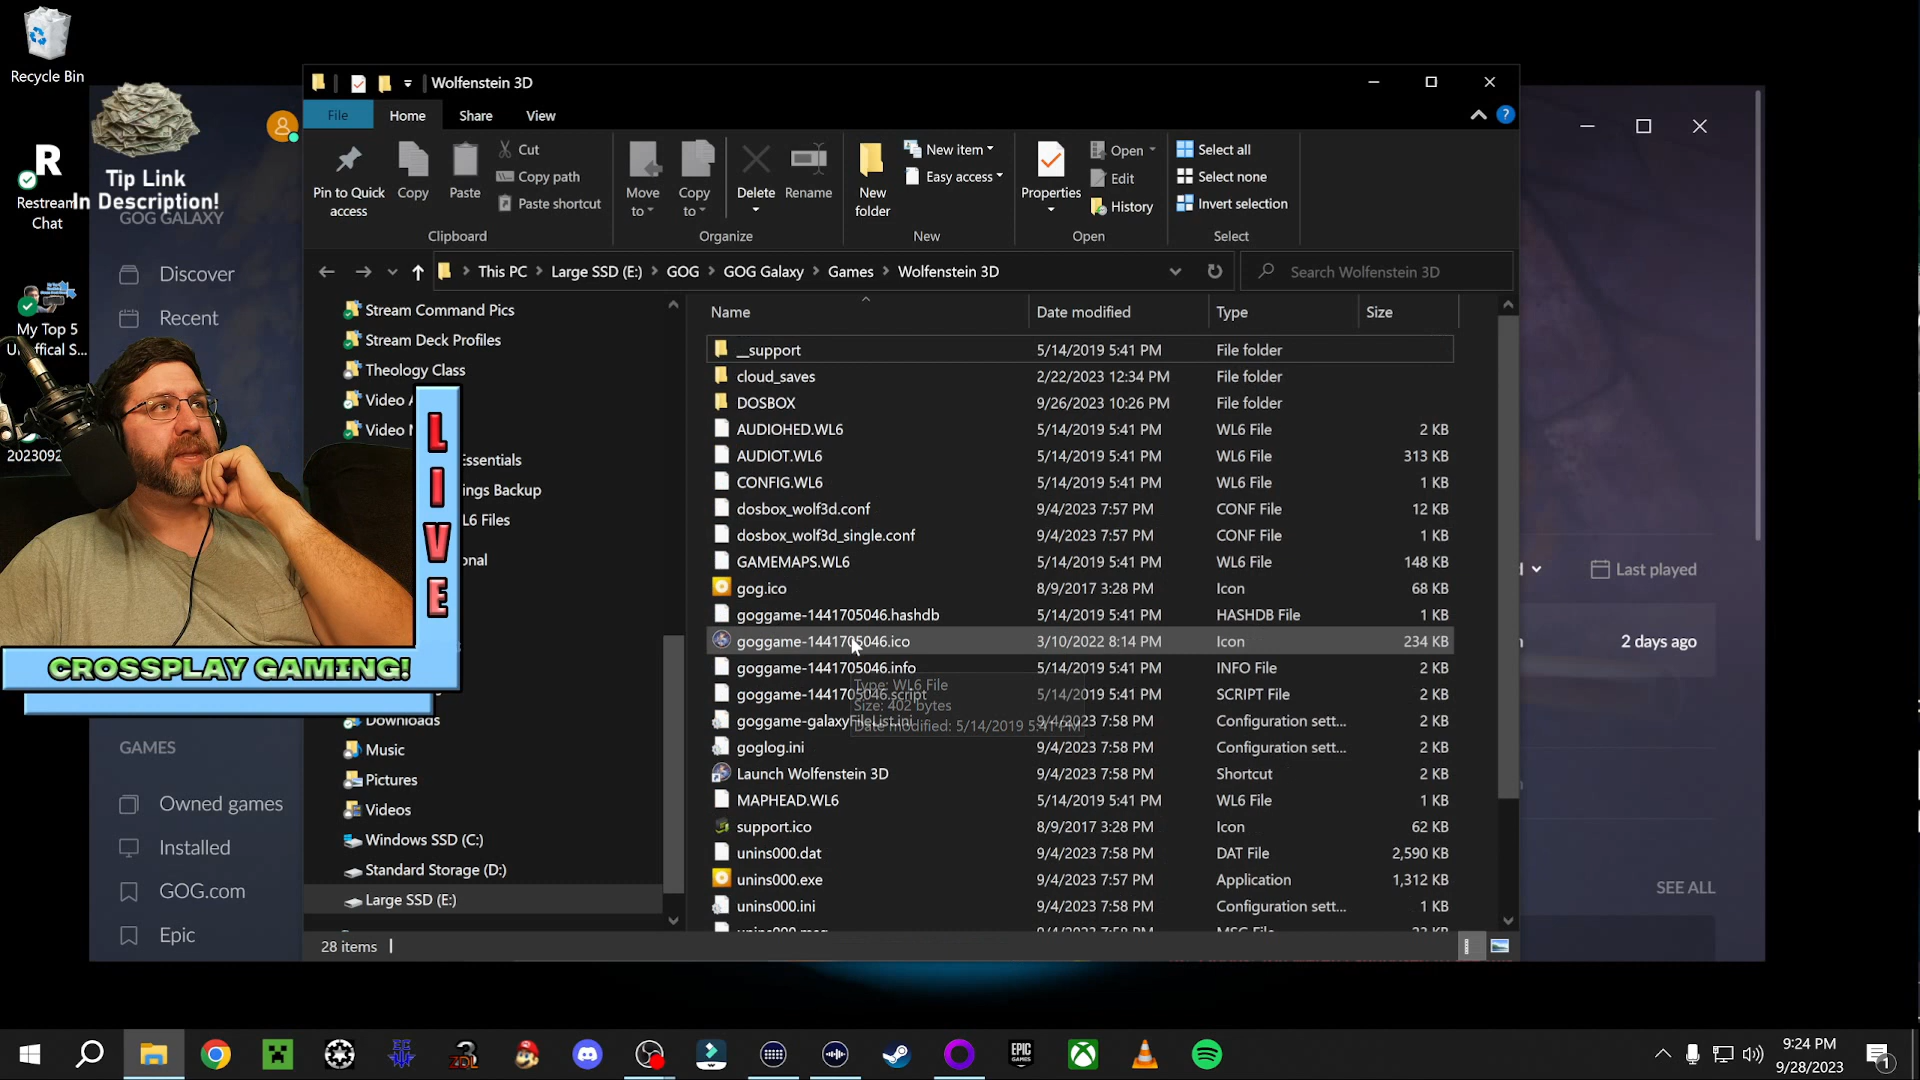 Recycle Bin
Tip Link
In Description!
Restream
Chat
My Top 5
2023092
LIVE
CROSSPLAY GAMING!
GOG GALAXY
Discover
Recent
GAMES
Owned games
Installed
GOG.com
Epic
Wolfenstein 3D
File
Home
Share
View
Pin to Quick
access
Copy
Paste
Cut
Copy path
Paste shortcut
Clipboard
Move
to
Copy
to
Delete
Rename
Organize
New
folder
New item
Easy access
New
Properties
Open
Edit
History
Open
Select all
Select none
Invert selection
Select
This PC
Large SSD (E:)
GOG
GOG Galaxy
Games
Wolfenstein 3D
Search Wolfenstein 3D
Stream Command Pics
Stream Deck Profiles
Theology Class
Video
Video
Essentials
ings Backup
L6 Files
onal
Downloads
Music
Pictures
Videos
Windows SSD (C:)
Standard Storage (D:)
Large SSD (E:)
Name Date modified Type Size
__support 5/14/2019 5:41 PM File folder
cloud_saves 2/22/2023 12:34 PM File folder
DOSBOX 9/26/2023 10:26 PM File folder
AUDIOHED.WL6 5/14/2019 5:41 PM WL6 File 2 KB
AUDIOT.WL6 5/14/2019 5:41 PM WL6 File 313 KB
CONFIG.WL6 5/14/2019 5:41 PM WL6 File 1 KB
dosbox_wolf3d.conf 9/4/2023 7:57 PM CONF File 12 KB
dosbox_wolf3d_single.conf 9/4/2023 7:57 PM CONF File 1 KB
GAMEMAPS.WL6 5/14/2019 5:41 PM WL6 File 148 KB
gog.ico 8/9/2017 3:28 PM Icon 68 KB
goggame-1441705046.hashdb 5/14/2019 5:41 PM HASHDB File 1 KB
goggame-1441705046.ico 3/10/2022 8:14 PM Icon 234 KB
goggame-1441705046.info 5/14/2019 5:41 PM INFO File 2 KB
goggame-1441705046.script 5/14/2019 5:41 PM SCRIPT File 2 KB
goggame-galaxyFileList.ini 9/4/2023 7:58 PM Configuration sett... 1 KB
goglog.ini 9/4/2023 7:58 PM Configuration sett... 2 KB
Launch Wolfenstein 3D 9/4/2023 7:58 PM Shortcut 2 KB
MAPHEAD.WL6 5/14/2019 5:41 PM WL6 File 1 KB
support.ico 8/9/2017 3:28 PM Icon 62 KB
unins000.dat 9/4/2023 7:58 PM DAT File 2,590 KB
unins000.exe 9/4/2023 7:57 PM Application 1,312 KB
unins000.ini 9/4/2023 7:58 PM Configuration sett... 1 KB
Type: WL6 File
Size: 402 bytes
Date modified: 5/14/2019 5:41 PM
28 items
Last played
2 days ago
SEE ALL
EPIC
GAMES
9:24 PM
9/28/2023
1